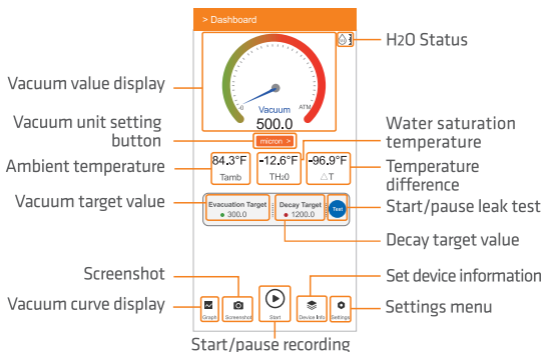 > Dashboard
H2O Status
Vacuum value display
-0
ATM
Vacuum
500.0
Vacuum unit setting
button
micron >
Water saturation
temperature
Ambient temperature
84.3°F
Tamb
-12.6°F
TH20
-96.9°F
△T
Temperature
difference
Vacuum target value
Evacuation Target
300.0
Decay Target
1200.0
Test
Start/pause leak test
Decay target value
Screenshot
Set device information
Vacuum curve display
Graph
Screenshot
Start
Device Info
Settings
Settings menu
Start/pause recording